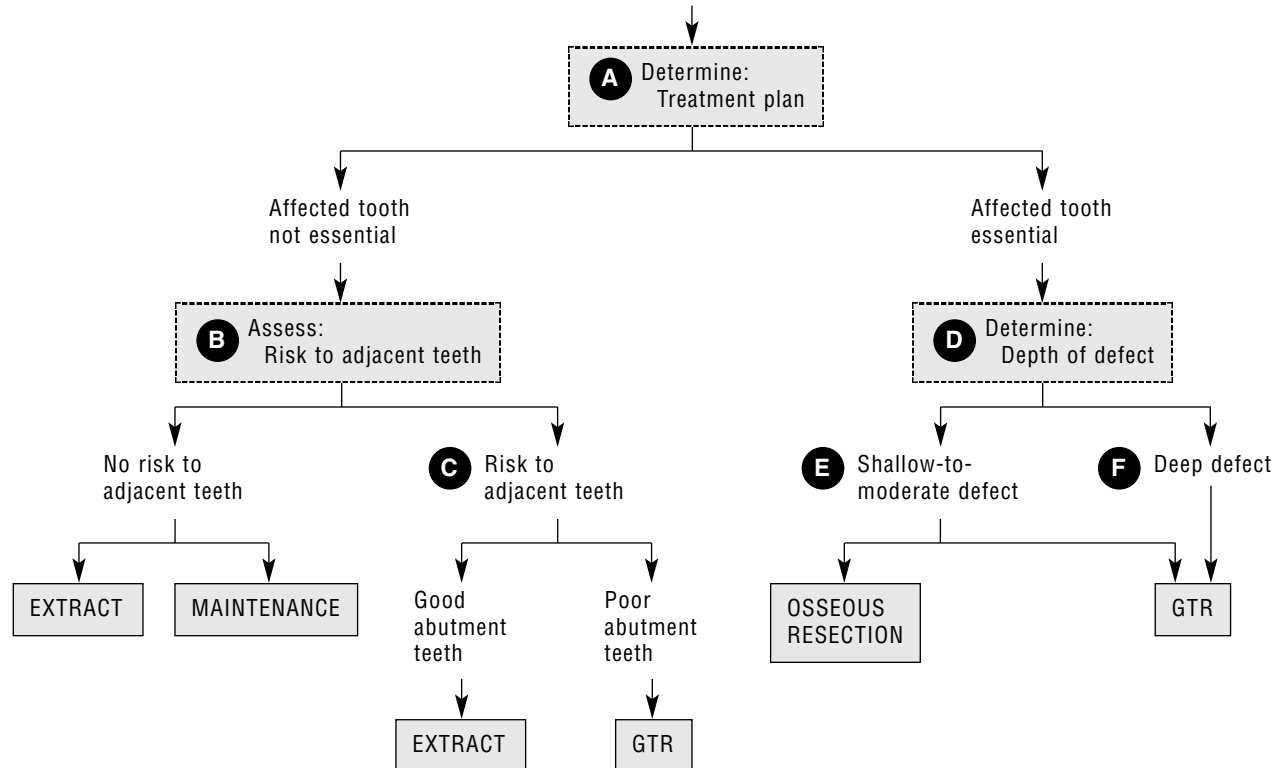 A Determine:
Treatment plan
Affected tooth
not essential
Affected tooth
essential
B Assess:
Risk to adjacent teeth
D Determine:
Depth of defect
No risk to
adjacent teeth
C Risk to
adjacent teeth
E Shallow-to-
moderate defect
F Deep defect
EXTRACT
MAINTENANCE
Good
abutment
teeth
Poor
abutment
teeth
OSSEOUS
RESECTION
GTR
EXTRACT
GTR